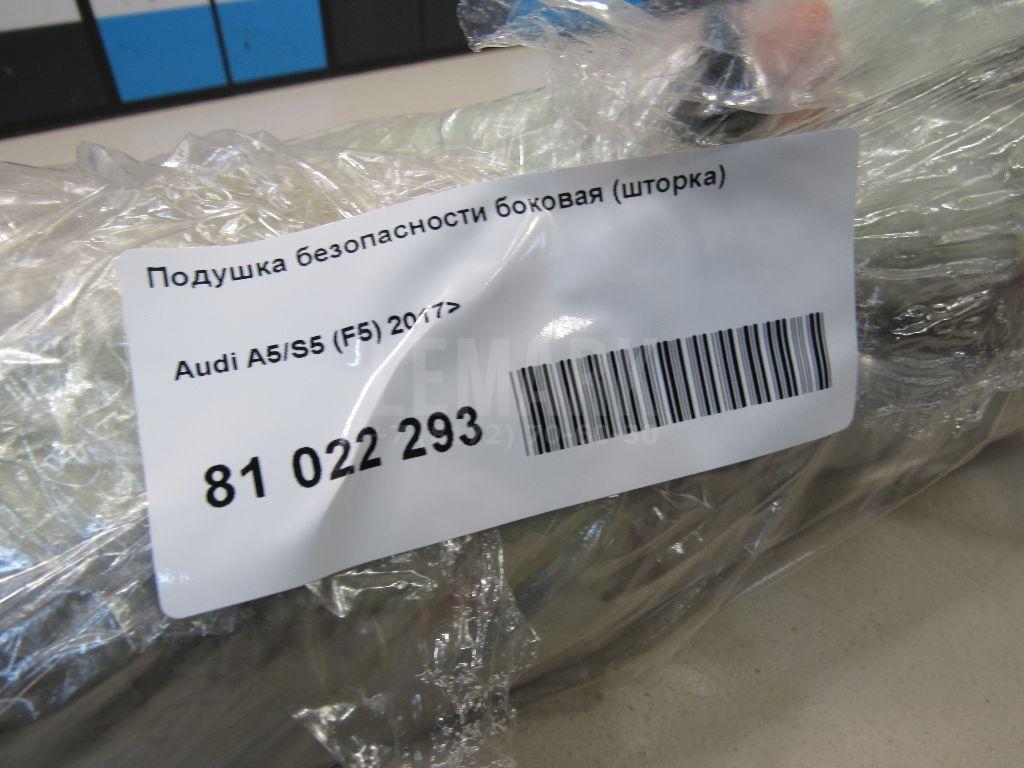 Подушка безопасности боковая (шторка)
Audi A5/S5 (F5) 2017>
81 022 293